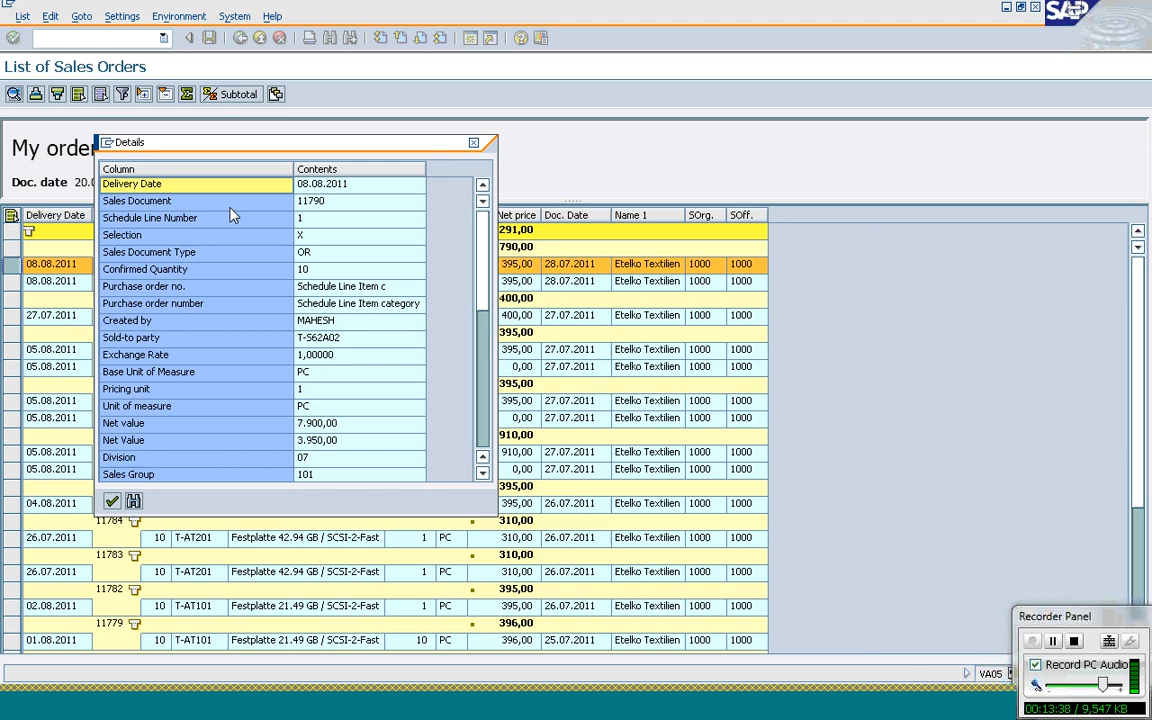 List Edit Goto Settings Environment System Help
SAP
List of Sales Orders
Subtotal
My orde
Doc. date 20.0
Details
Column Contents
Delivery Date 08.08.2011
Sales Document 11790
Schedule Line Number 1
Selection X
Sales Document Type OR
Confirmed Quantity 10
Purchase order no. Schedule Line Item c
Purchase order number Schedule Line Item category
Created by MAHESH
Sold-to party T-S62A02
Exchange Rate 1,00000
Base Unit of Measure PC
Pricing unit 1
Unit of measure PC
Net value 7.900,00
Net Value 3.950,00
Division 07
Sales Group 101
Delivery Date Net price Doc. Date Name 1 SOrg. SOff.
291,00
790,00
08.08.2011 395,00 28.07.2011 Etelko Textilien 1000 1000
08.08.2011 395,00 28.07.2011 Etelko Textilien 1000 1000
400,00
27.07.2011 400,00 27.07.2011 Etelko Textilien 1000 1000
395,00
05.08.2011 395,00 27.07.2011 Etelko Textilien 1000 1000
05.08.2011 0,00 27.07.2011 Etelko Textilien 1000 1000
395,00
05.08.2011 395,00 27.07.2011 Etelko Textilien 1000 1000
05.08.2011 0,00 27.07.2011 Etelko Textilien 1000 1000
910,00
05.08.2011 910,00 27.07.2011 Etelko Textilien 1000 1000
05.08.2011 0,00 27.07.2011 Etelko Textilien 1000 1000
395,00
04.08.2011 395,00 26.07.2011 Etelko Textilien 1000 1000
11784 310,00
26.07.2011 10 T-AT201 Festplatte 42.94 GB / SCSI-2-Fast 1 PC 310,00 26.07.2011 Etelko Textilien 1000 1000
11783 310,00
26.07.2011 10 T-AT201 Festplatte 42.94 GB / SCSI-2-Fast 1 PC 310,00 26.07.2011 Etelko Textilien 1000 1000
11782 395,00
02.08.2011 10 T-AT101 Festplatte 21.49 GB / SCSI-2-Fast 1 PC 395,00 26.07.2011 Etelko Textilien 1000 1000
11779 396,00
01.08.2011 10 T-AT101 Festplatte 21.49 GB / SCSI-2-Fast 10 PC 396,00 25.07.2011 Etelko Textilien 1000 1000
VA05
Recorder Panel
Record PC Audio
00:13:38 / 9,547 KB